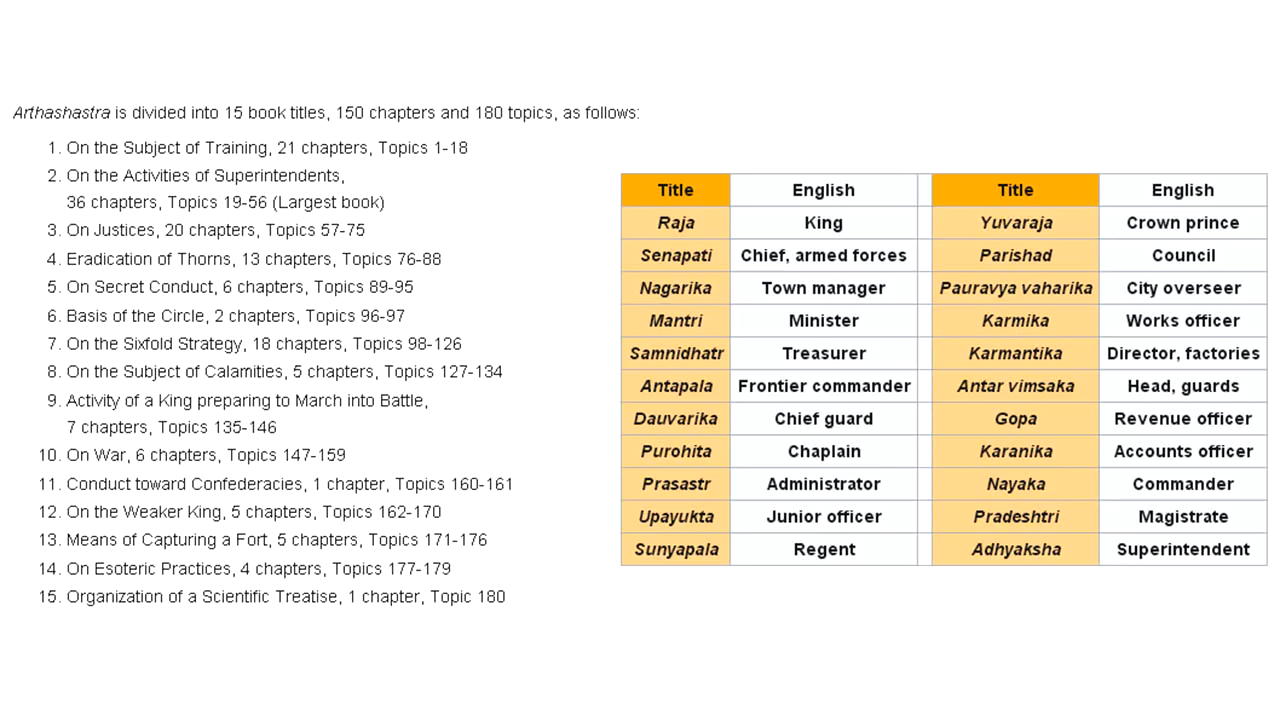 Arthashastra is divided into 15 book titles, 150 chapters and 180 topics, as follows:
1. On the Subject of Training, 21 chapters, Topics 1-18
2. On the Activities of Superintendents,
36 chapters, Topics 19-56 (Largest book)
3. On Justices, 20 chapters, Topics 57-75
4. Eradication of Thorns, 13 chapters, Topics 76-88
5. On Secret Conduct, 6 chapters, Topics 89-95
6. Basis of the Circle, 2 chapters, Topics 96-97
7. On the Sixfold Strategy, 18 chapters, Topics 98-126
8. On the Subject of Calamities, 5 chapters, Topics 127-134
9. Activity of a King preparing to March into Battle,
7 chapters, Topics 135-146
10. On War, 6 chapters, Topics 147-159
11. Conduct toward Confederacies, 1 chapter, Topics 160-161
12. On the Weaker King, 5 chapters, Topics 162-170
13. Means of Capturing a Fort, 5 chapters, Topics 171-176
14. On Esoteric Practices, 4 chapters, Topics 177-179
15. Organization of a Scientific Treatise, 1 chapter, Topic 180
Title English Title English
Raja King Yuvaraja Crown prince
Senapati Chief, armed forces Parishad Council
Nagarika Town manager Pauravya vaharika City overseer
Mantri Minister Karmika Works officer
Samnidhatr Treasurer Karmantika Director, factories
Antapala Frontier commander Antar vimsaka Head, guards
Dauvarika Chief guard Gopa Revenue officer
Purohita Chaplain Karanika Accounts officer
Prasastr Administrator Nayaka Commander
Upayukta Junior officer Pradeshtri Magistrate
Sunyapala Regent Adhyaksha Superintendent